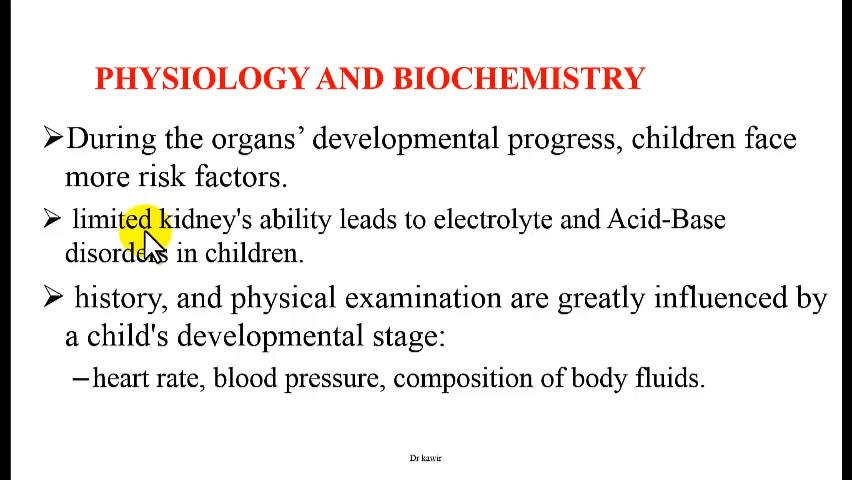 PHYSIOLOGY AND BIOCHEMISTRY
➢During the organs’ developmental progress, children face
more risk factors.
➢ limited kidney's ability leads to electrolyte and Acid-Base
disorders in children.
➢ history, and physical examination are greatly influenced by
a child's developmental stage:
–heart rate, blood pressure, composition of body fluids.
Dr kawir